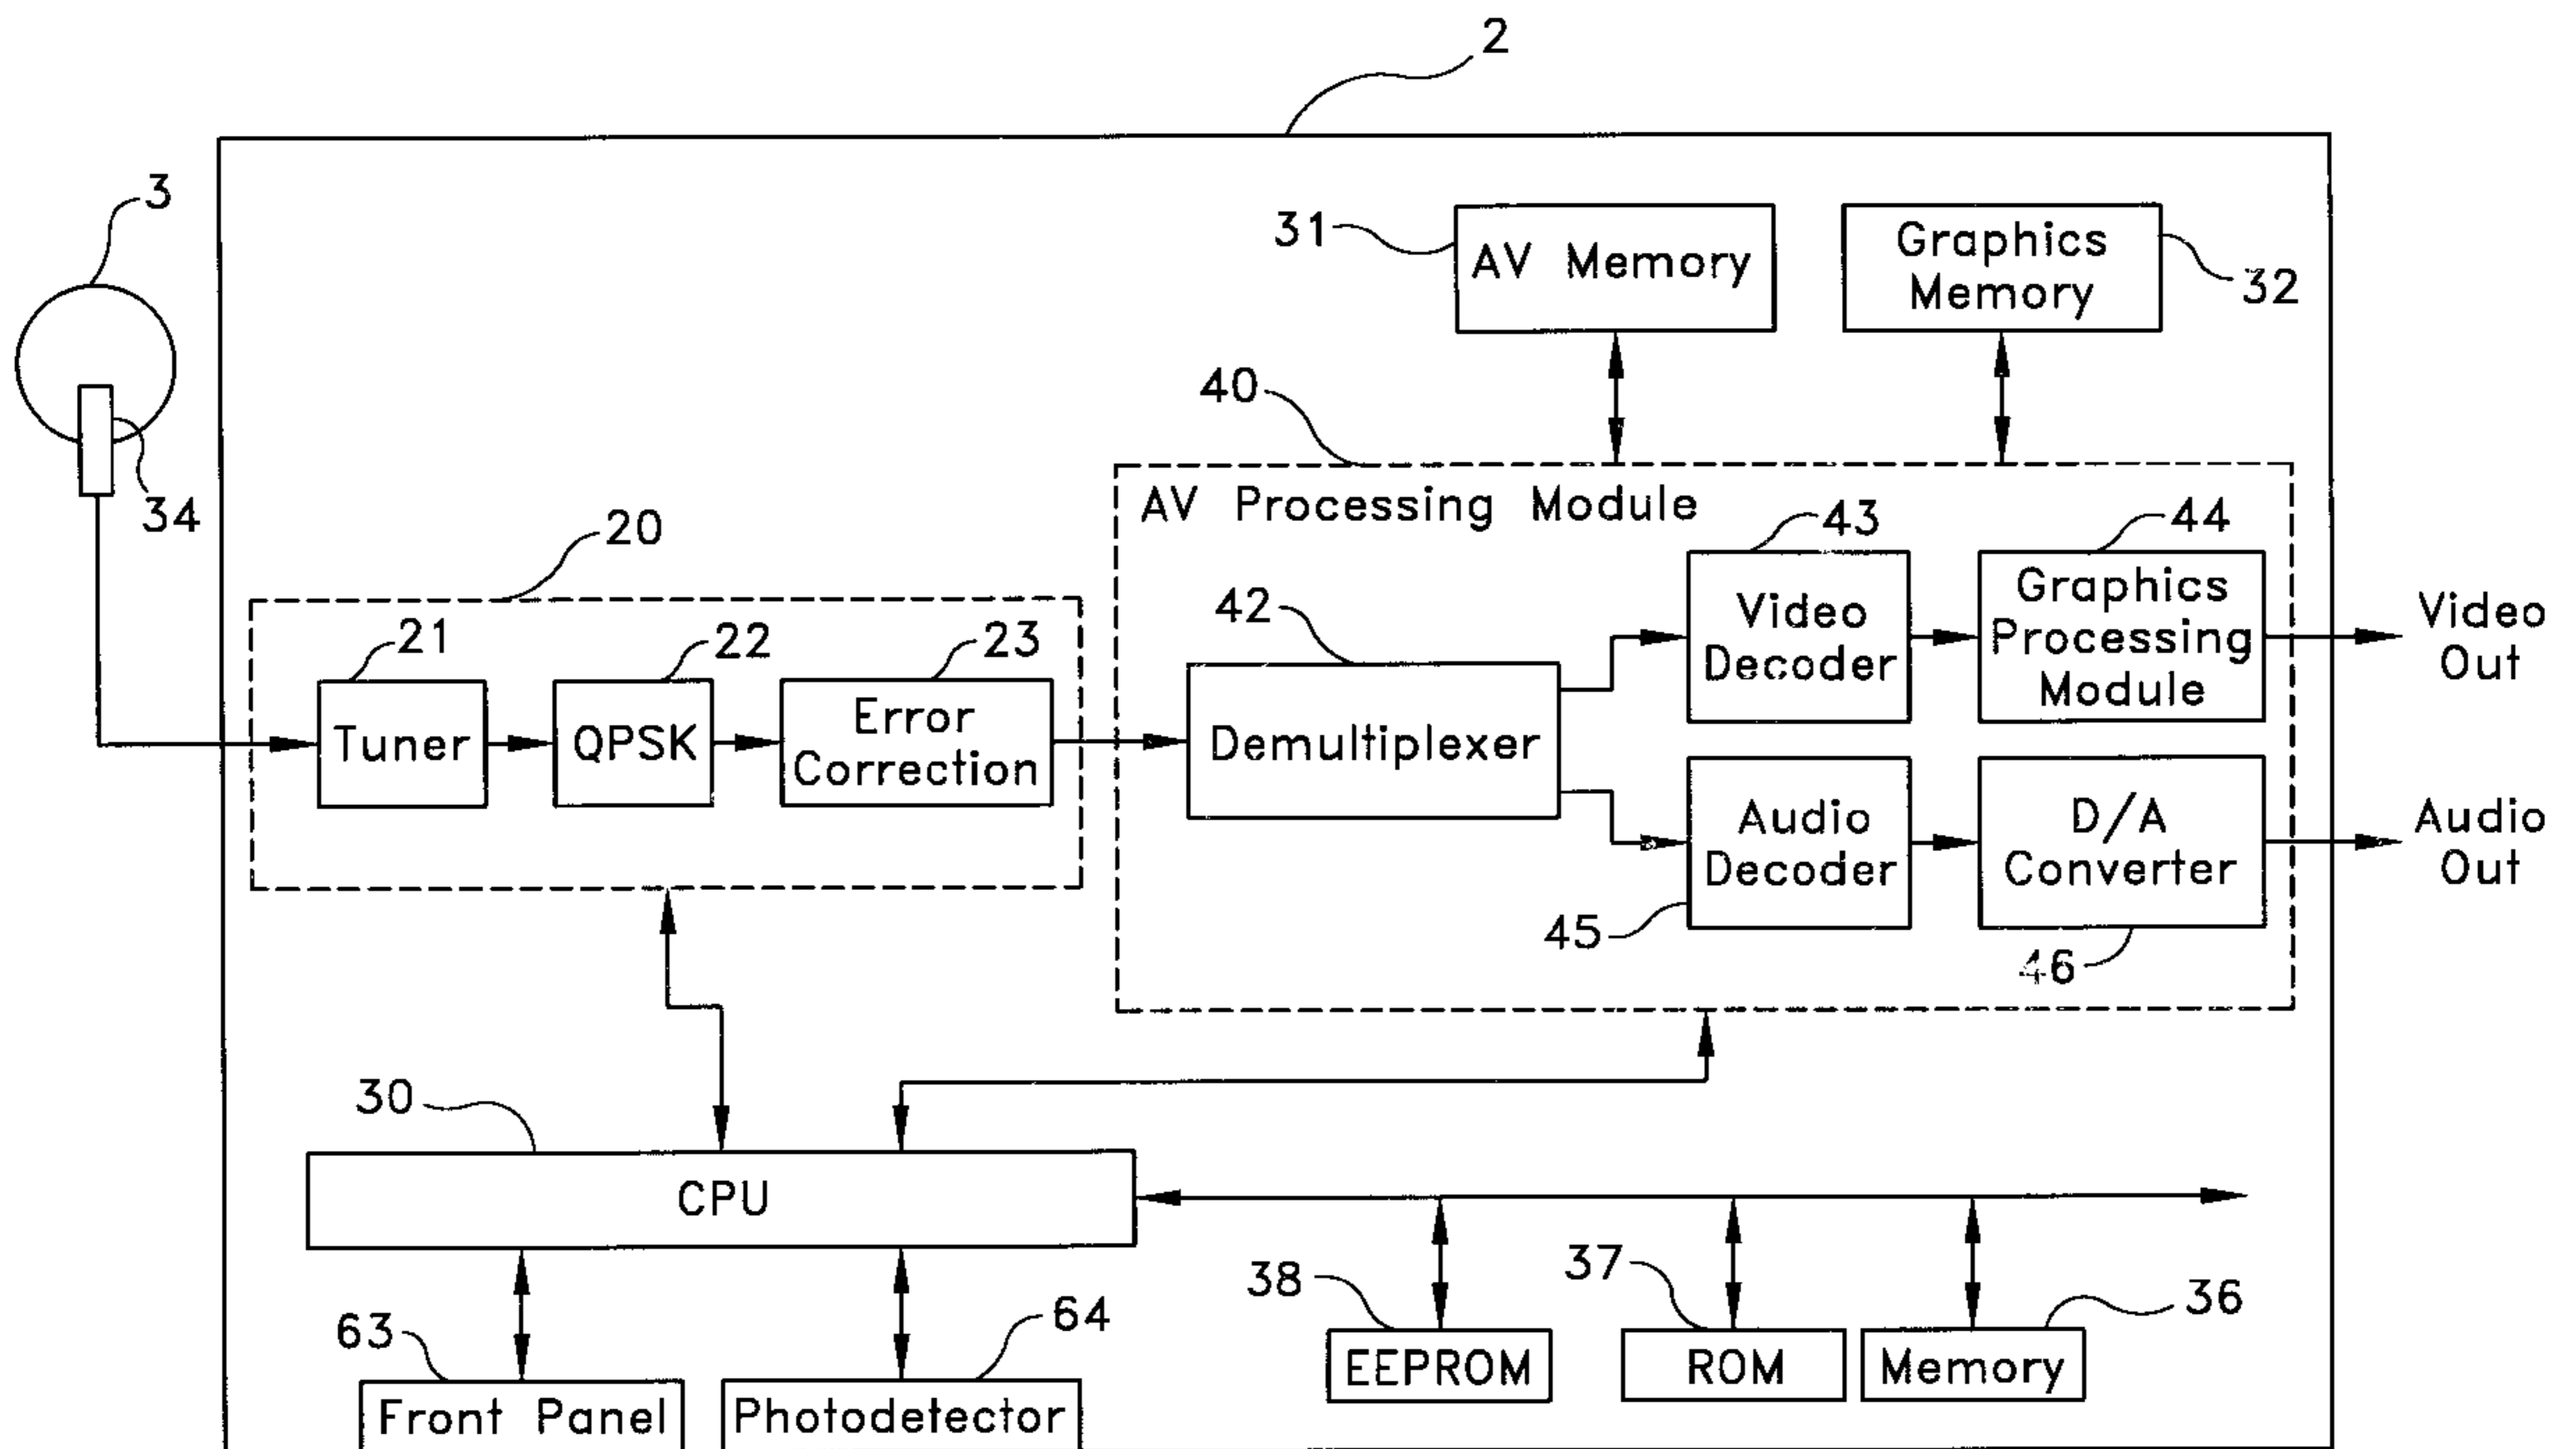 2
3
31
AV Memory
Graphics
Memory
32
34
40
AV Processing Module
20
21
22
23
42
43
44
Tuner
QPSK
Error
Correction
Demultiplexer
Video
Decoder
Graphics
Processing
Module
Video
Out
Audio
Decoder
D/A
Converter
Audio
Out
45
46
30
CPU
63
64
38
37
36
Front Panel
Photodetector
EEPROM
ROM
Memory